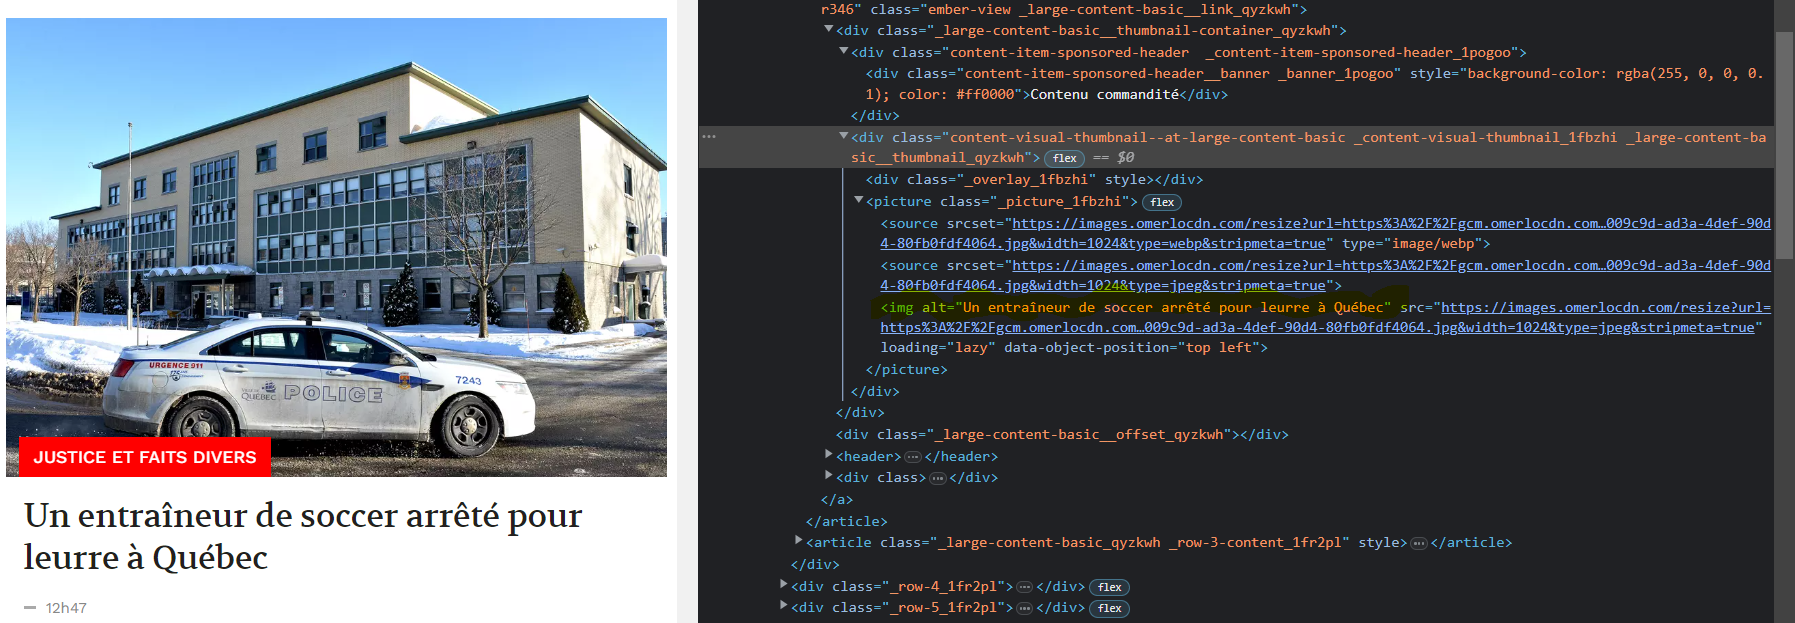 URGENCE 911
7243
VILLE DE
QUÉBEC
POLICE
JUSTICE ET FAITS DIVERS
Un entraîneur de soccer arrêté pour
leurre à Québec
12h47
r346" class="ember-view _large-content-basic__link_qyzkwh">
<div class="_large-content-basic__thumbnail-container_qyzkwh">
<div class="content-item-sponsored-header  _content-item-sponsored-header_1pogoo">
<div class="content-item-sponsored-header__banner _banner_1pogoo" style="background-color: rgba(255, 0, 0, 0.
1); color: #ff0000">Contenu commandité</div>
</div>
<div class="content-visual-thumbnail--at-large-content-basic _content-visual-thumbnail_1fbzhi _large-content-ba
sic__thumbnail_qyzkwh"> flex == $0
<div class="_overlay_1fbzhi" style></div>
<picture class="_picture_1fbzhi"> flex
<source srcset="https://images.omerlocdn.com/resize?url=https%3A%2F%2Fgcm.omerlocdn.com…009c9d-ad3a-4def-90d
4-80fb0fdf4064.jpg&width=1024&type=webp&stripmeta=true" type="image/webp">
<source srcset="https://images.omerlocdn.com/resize?url=https%3A%2F%2Fgcm.omerlocdn.com…009c9d-ad3a-4def-90d
4-80fb0fdf4064.jpg&width=1024&type=jpeg&stripmeta=true">
<img alt="Un entraîneur de soccer arrêté pour leurre à Québec" src="https://images.omerlocdn.com/resize?url=
https%3A%2F%2Fgcm.omerlocdn.com…009c9d-ad3a-4def-90d4-80fb0fdf4064.jpg&width=1024&type=jpeg&stripmeta=true"
loading="lazy" data-object-position="top left">
</picture>
</div>
</div>
<div class="_large-content-basic__offset_qyzkwh"></div>
<header>…</header>
<div class>…</div>
</a>
</article>
<article class="_large-content-basic_qyzkwh _row-3-content_1fr2pl" style>…</article>
</div>
<div class="_row-4_1fr2pl">…</div> flex
<div class="_row-5_1fr2pl">…</div> flex